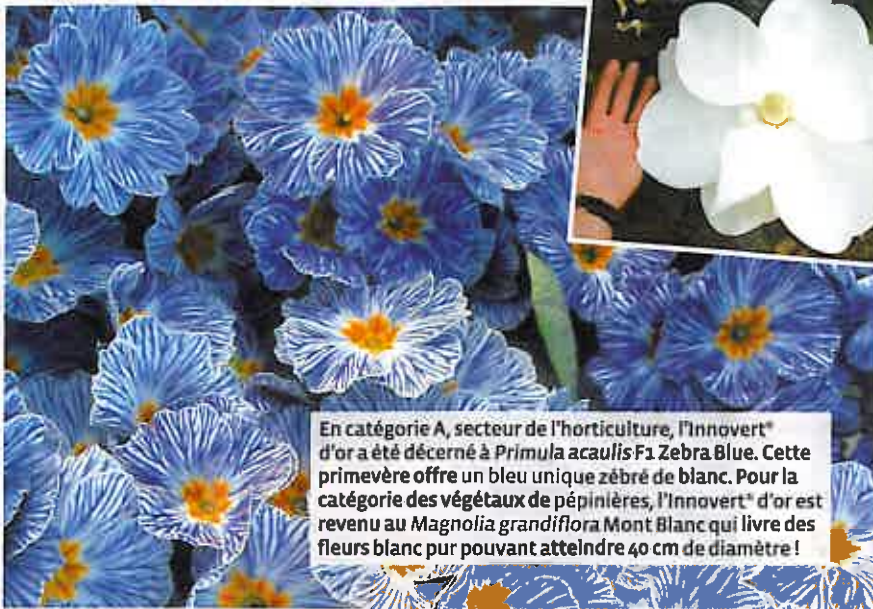 En catégorie A, secteur de l'horticulture, l'Innovert®
d'or a été décerné à Primula acaulis F1 Zebra Blue. Cette
primevère offre un bleu unique zébré de blanc. Pour la
catégorie des végétaux de pépinières, l'Innovert® d'or est
revenu au Magnolia grandiflora Mont Blanc qui livre des
fleurs blanc pur pouvant atteindre 40 cm de diamètre !